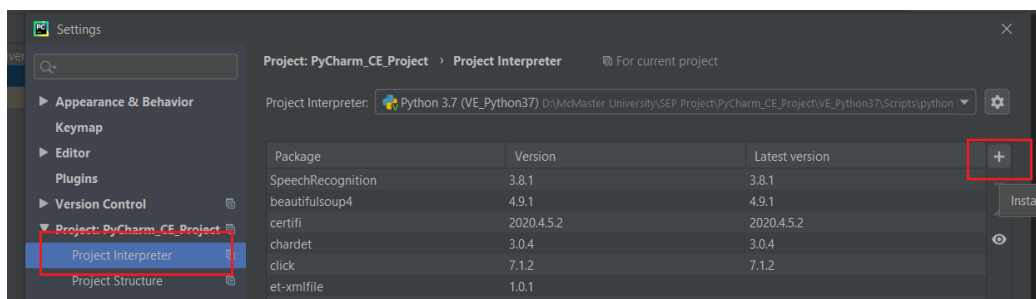 PC Settings
ver
Project: PyCharm_CE_Project › Project Interpreter For current project
Appearance & Behavior
Project Interpreter: Python 3.7 (VE_Python37) D:\McMaster University\SEP Project\PyCharm_CE_Project\VE_Python37\Scripts\python
Keymap
Editor
Package Version Latest version
Plugins
SpeechRecognition 3.8.1 3.8.1
Version Control
beautifulsoup4 4.9.1 4.9.1
Insta
certifi 2020.4.5.2 2020.4.5.2
Project: PyCharm_CE_Project
chardet 3.0.4 3.0.4
Project Interpreter
click 7.1.2 7.1.2
Project Structure
et-xmlfile 1.0.1